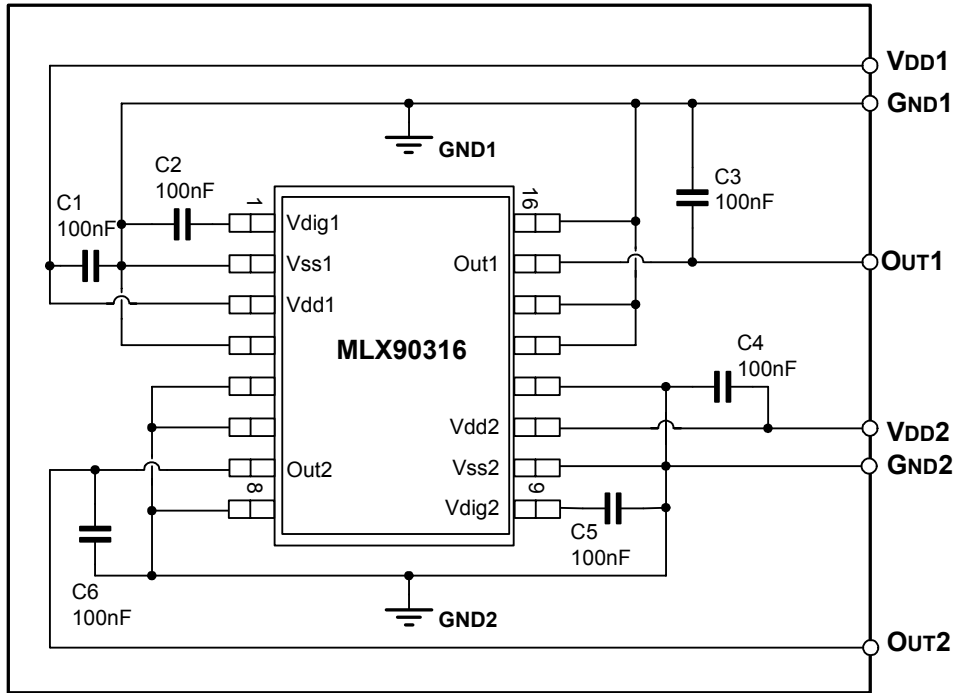 VDD1
GND1
GND1
C2
100nF
C1
100nF
C3
100nF
1
16
Vdig1
Vss1
Out1
OUT1
Vdd1
MLX90316
C4
100nF
Vdd2
VDD2
Out2
Vss2
GND2
8
9
Vdig2
C5
100nF
C6
100nF
GND2
OUT2